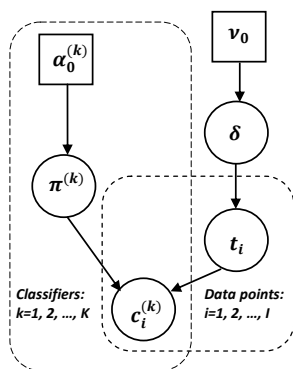 α₀⁽ᵏ⁾
ν₀
δ
π⁽ᵏ⁾
tᵢ
Classifiers:
k=1, 2, ..., K
cᵢ⁽ᵏ⁾
Data points:
i=1, 2, ..., I